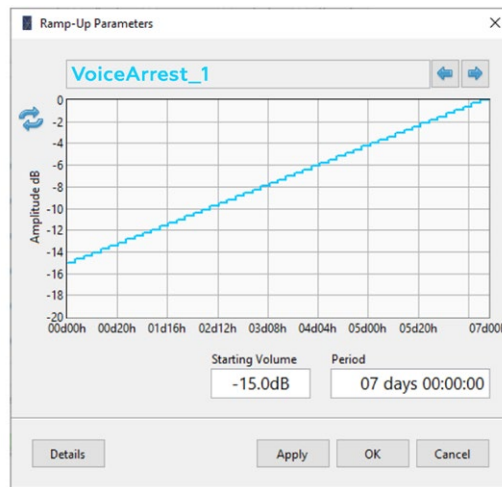 Ramp-Up Parameters
VoiceArrest_1
Amplitude dB
0
-2
-4
-6
-8
-10
-12
-14
-16
-18
-20
00d00h 00d20h 01d16h 02d12h 03d08h 04d04h 05d00h 05d20h 07d00h
Starting Volume Period
-15.0dB 07 days 00:00:00
Details Apply OK Cancel